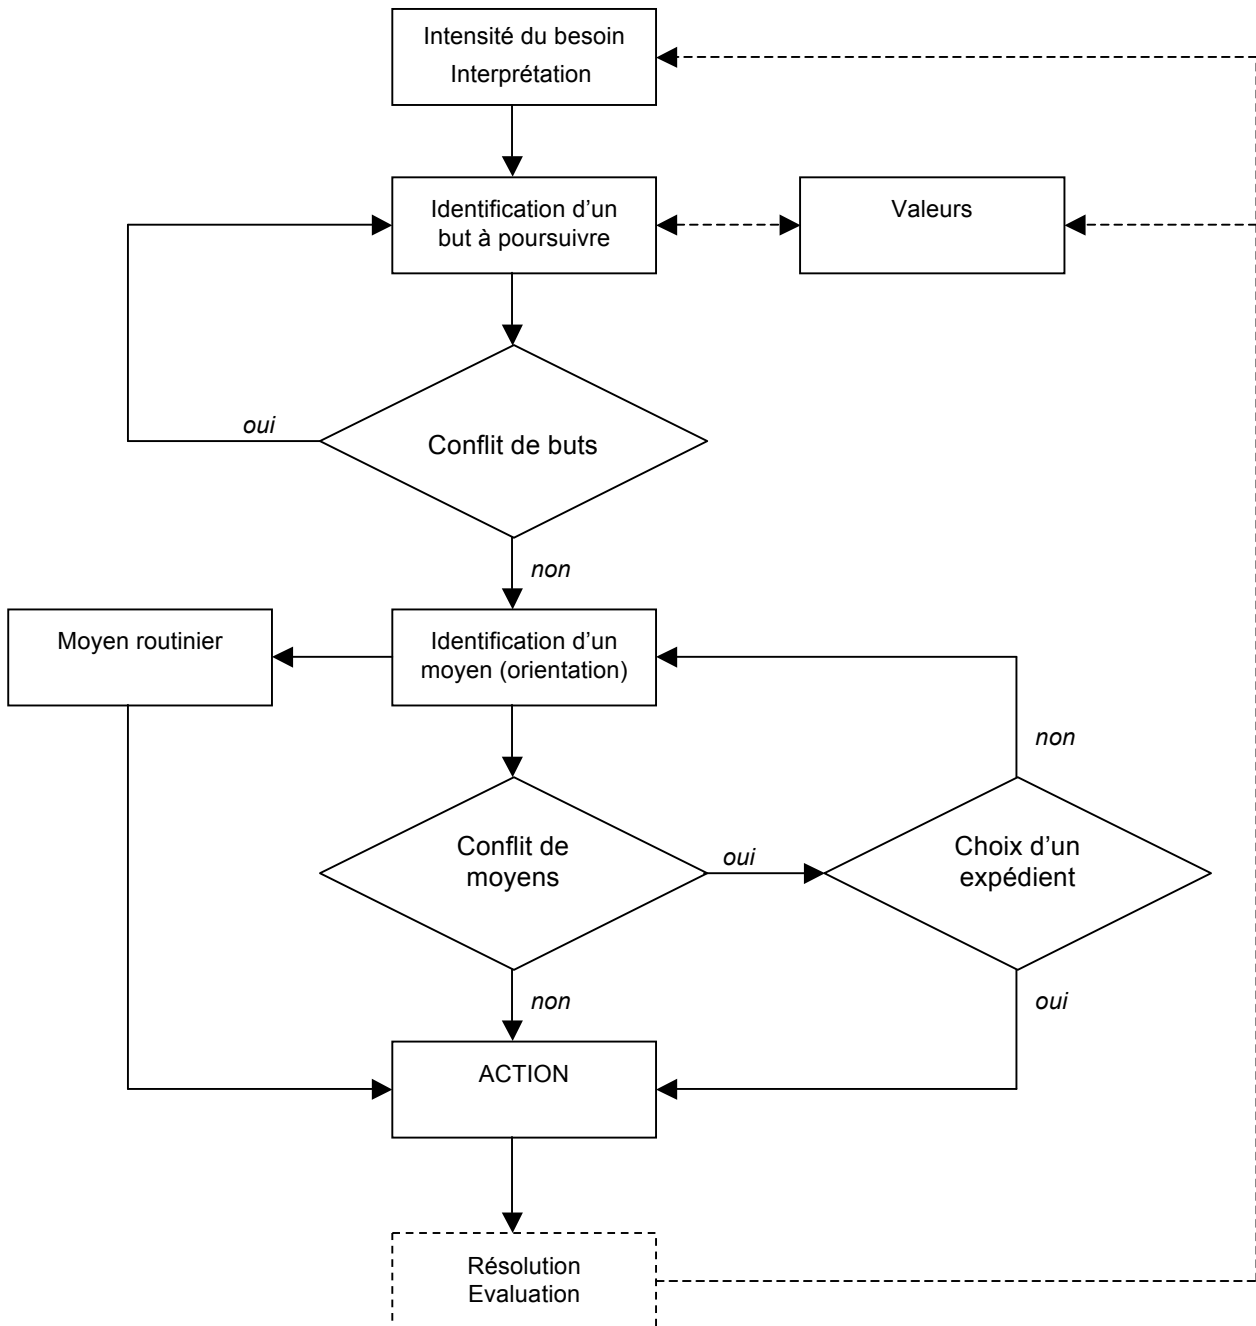 Intensité du besoin
Interprétation
Identification d’un
but à poursuivre
Valeurs
oui
Conflit de buts
non
Moyen routinier
Identification d’un
moyen (orientation)
non
Conflit de
moyens
oui
Choix d’un
expédient
non
oui
ACTION
Résolution
Evaluation